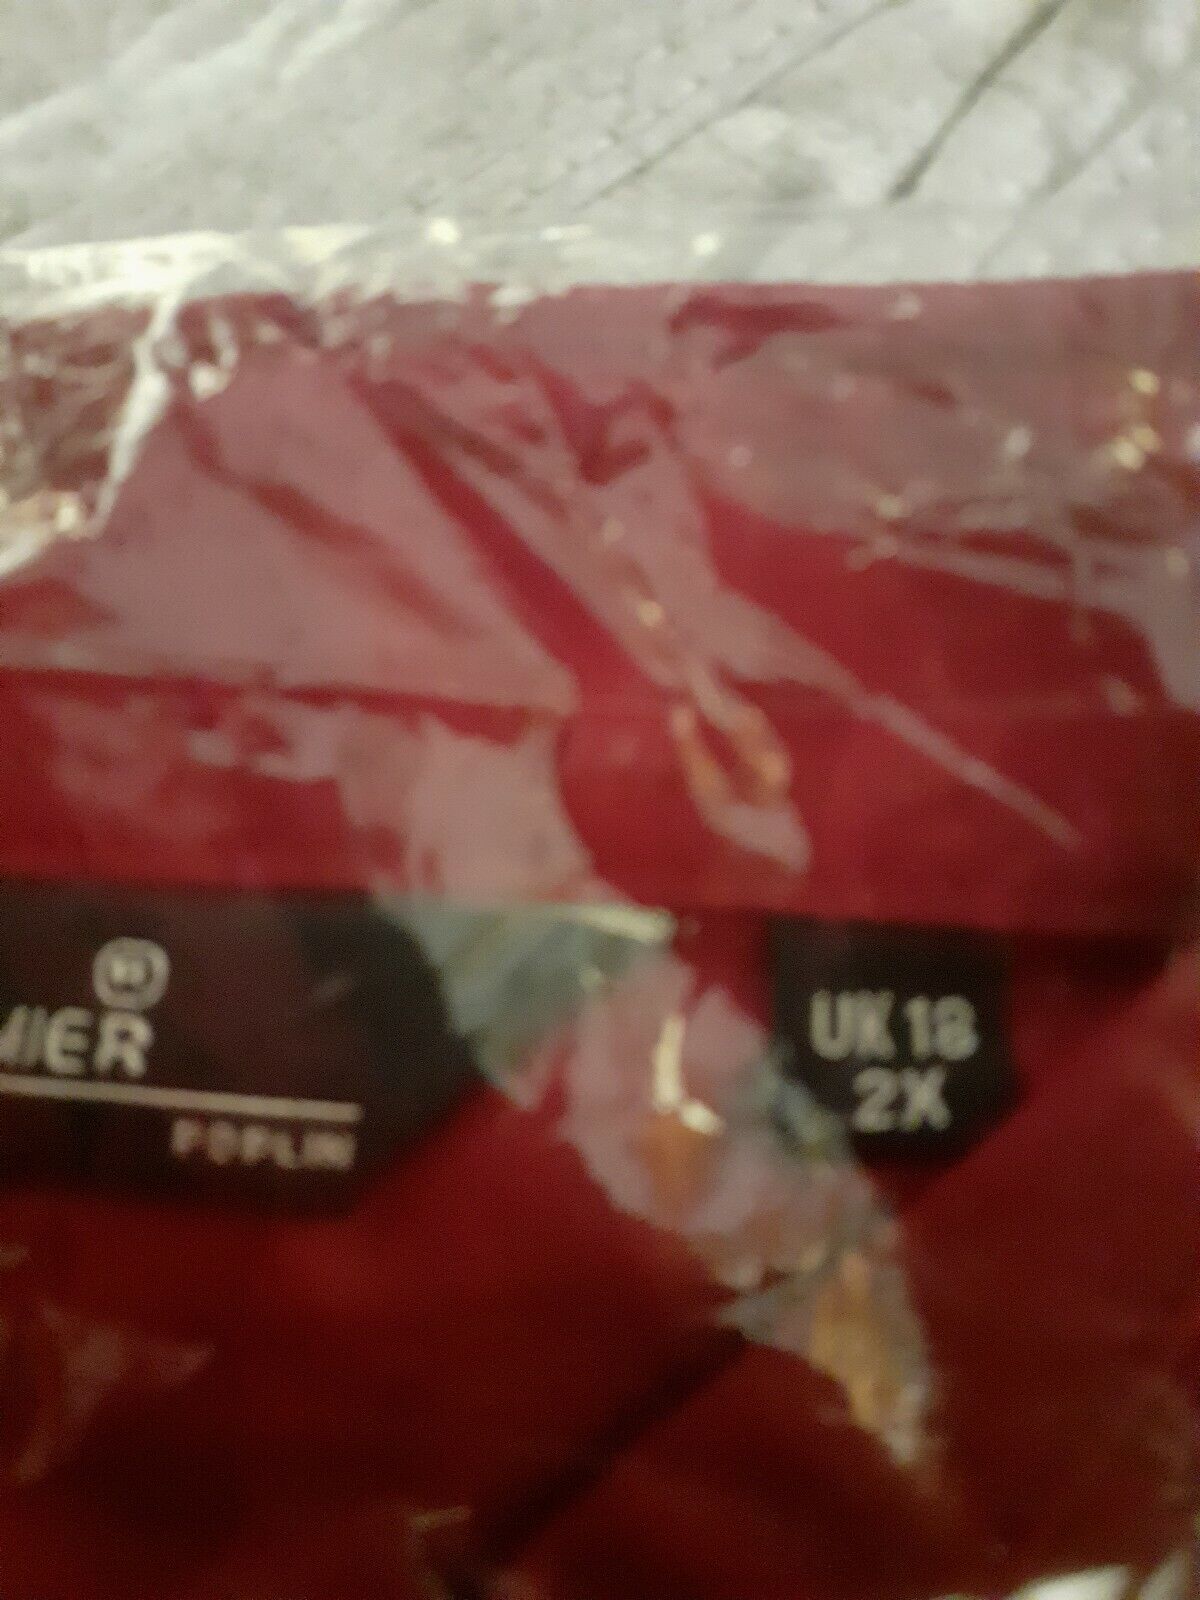 MIER
POPLIN
UK 18
2X